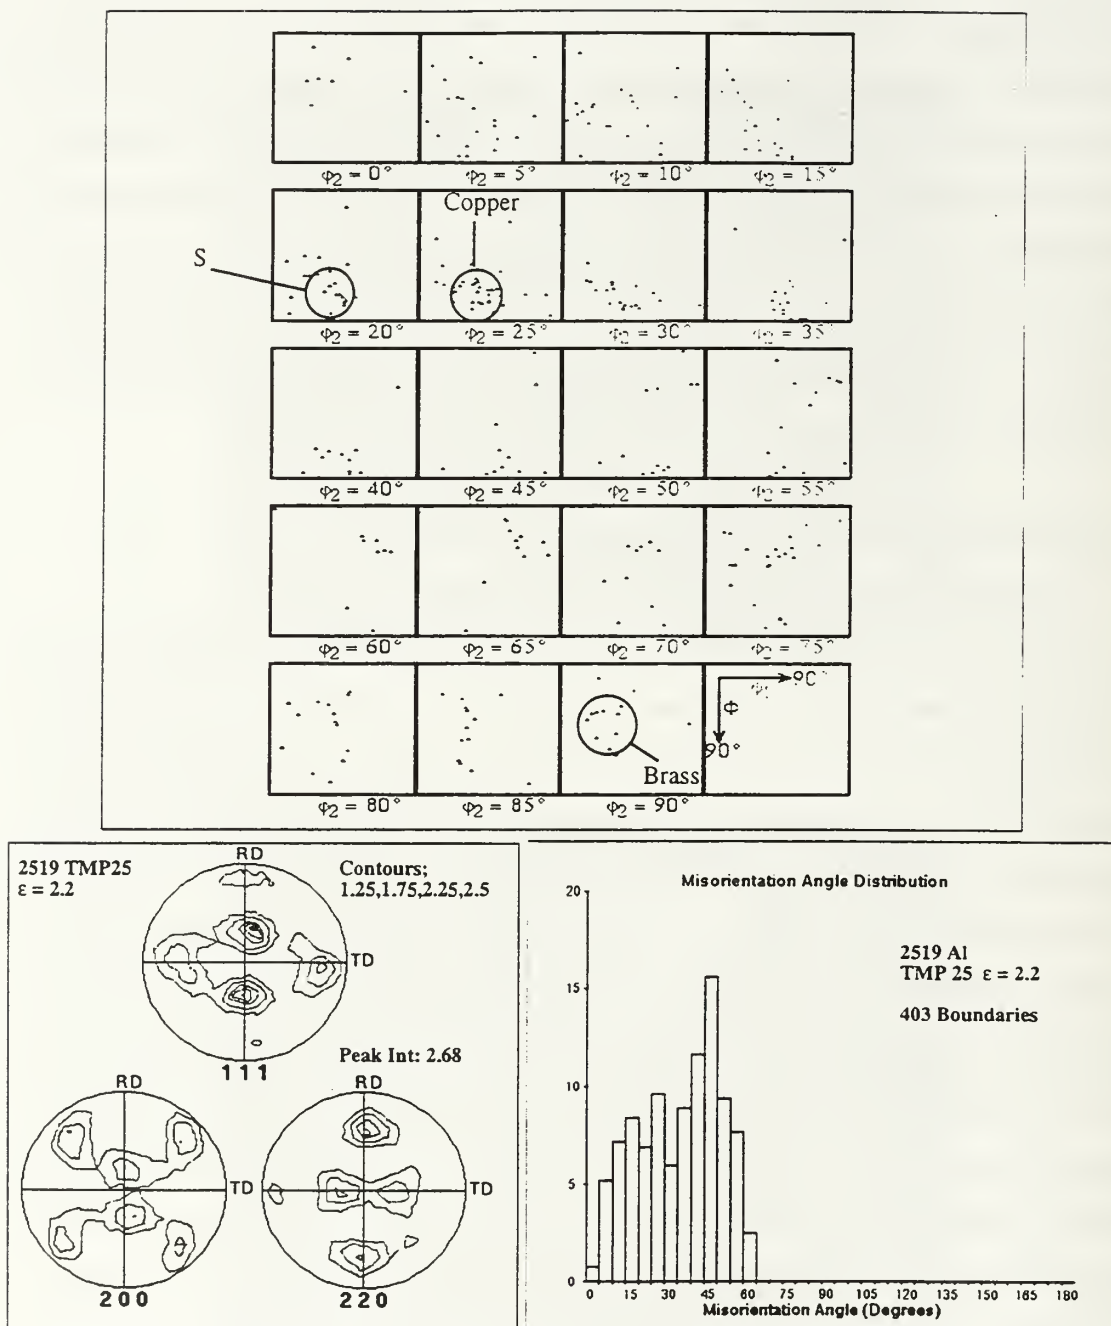 φ2 = 0° φ2 = 5° φ2 = 10° φ2 = 15°
Copper
S
φ2 = 20° φ2 = 25° φ2 = 30° φ2 = 35°
φ2 = 40° φ2 = 45° φ2 = 50° φ2 = 55°
φ2 = 60° φ2 = 65° φ2 = 70° φ2 = 75°
φ1 90°
Φ
90°
Brass
φ2 = 80° φ2 = 85° φ2 = 90°
2519 TMP25
ε = 2.2
RD
Contours;
1.25,1.75,2.25,2.5
TD
111
Peak Int: 2.68
RD
TD
200
RD
TD
220
Misorientation Angle Distribution
20
2519 Al
TMP 25 ε = 2.2
15
403 Boundaries
10
5
0
0 15 30 45 60 75 90 105 120 135 150 165 180
Misorientation Angle (Degrees)